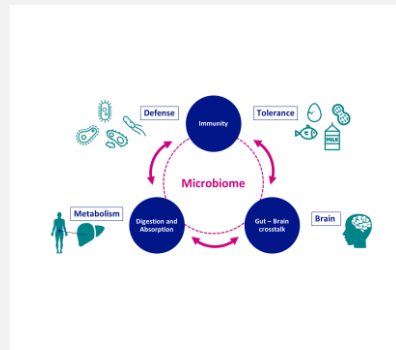 Defense
Immunity
Tolerance
MILK
Microbiome
Metabolism
Digestion and
Absorption
Gut – Brain
crosstalk
Brain